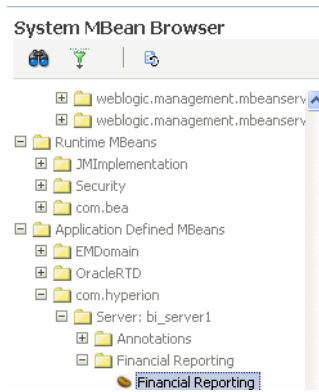 System MBean Browser
weblogic.management.mbeanserv
weblogic.management.mbeanserv
Runtime MBeans
JMImplementation
Security
com.bea
Application Defined MBeans
EMDomain
OracleRTD
com.hyperion
Server: bi_server1
Annotations
Financial Reporting
Financial Reporting